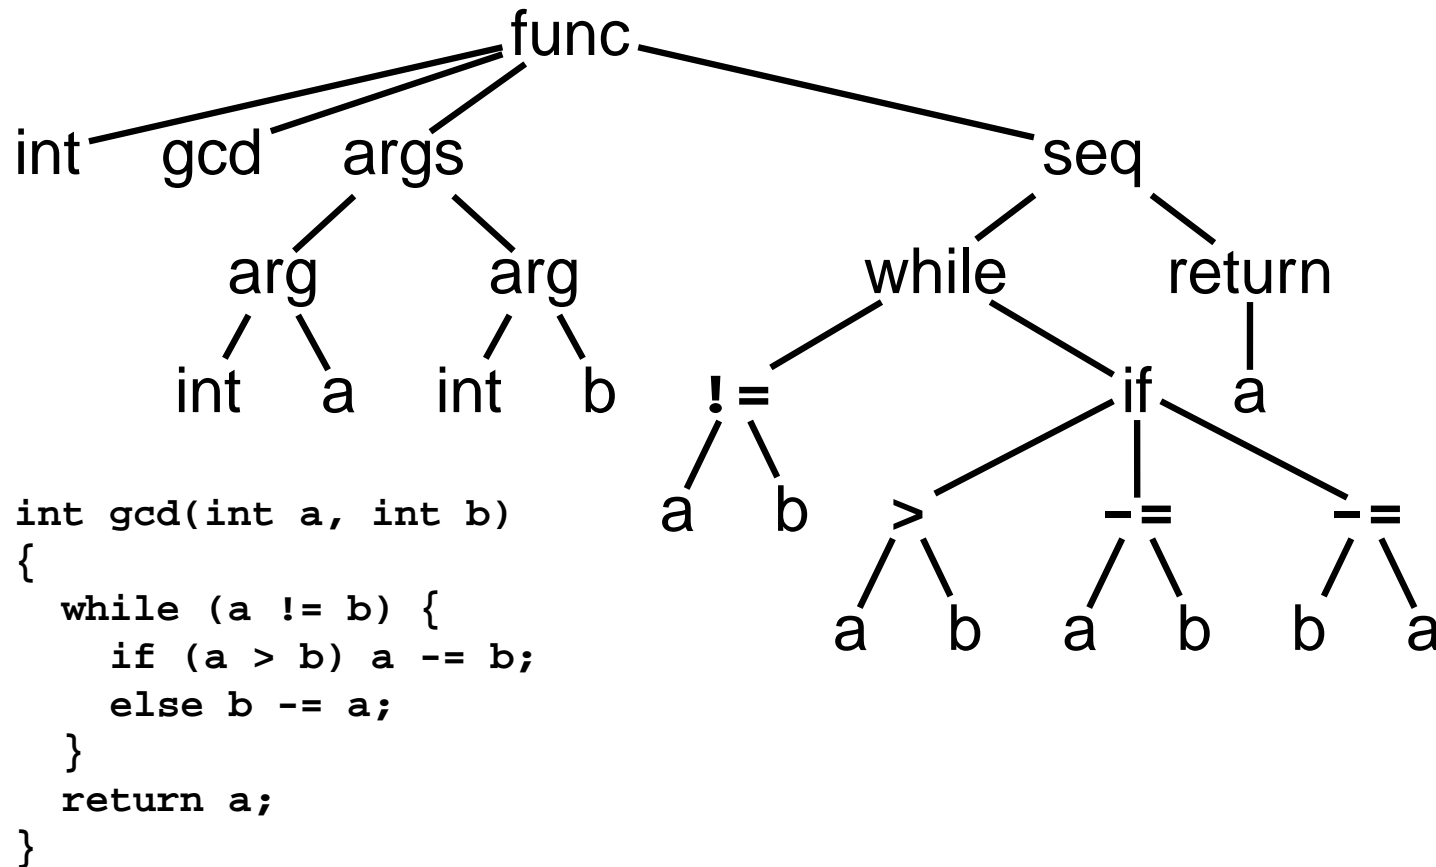 func
int gcd args seq
arg arg while return
int a int b != if a
a b > -= -=
a b a b b a
int gcd(int a, int b)
{
  while (a != b) {
    if (a > b) a -= b;
    else b -= a;
  }
  return a;
}